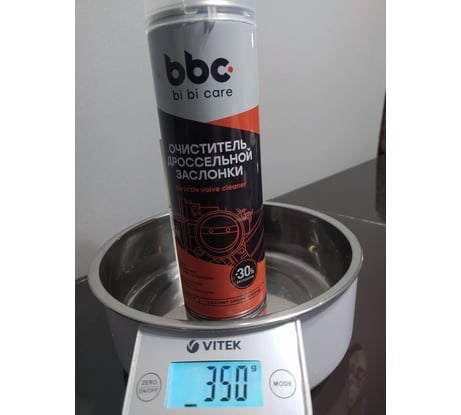 bbc.
bi bi care
ОЧИСТИТЕЛЬ
ДРОССЕЛЬНОЙ
ЗАСЛОНКИ
throttle valve cleaner
-30
VITEK
ZERO
ON/OFF
350 g
MODE